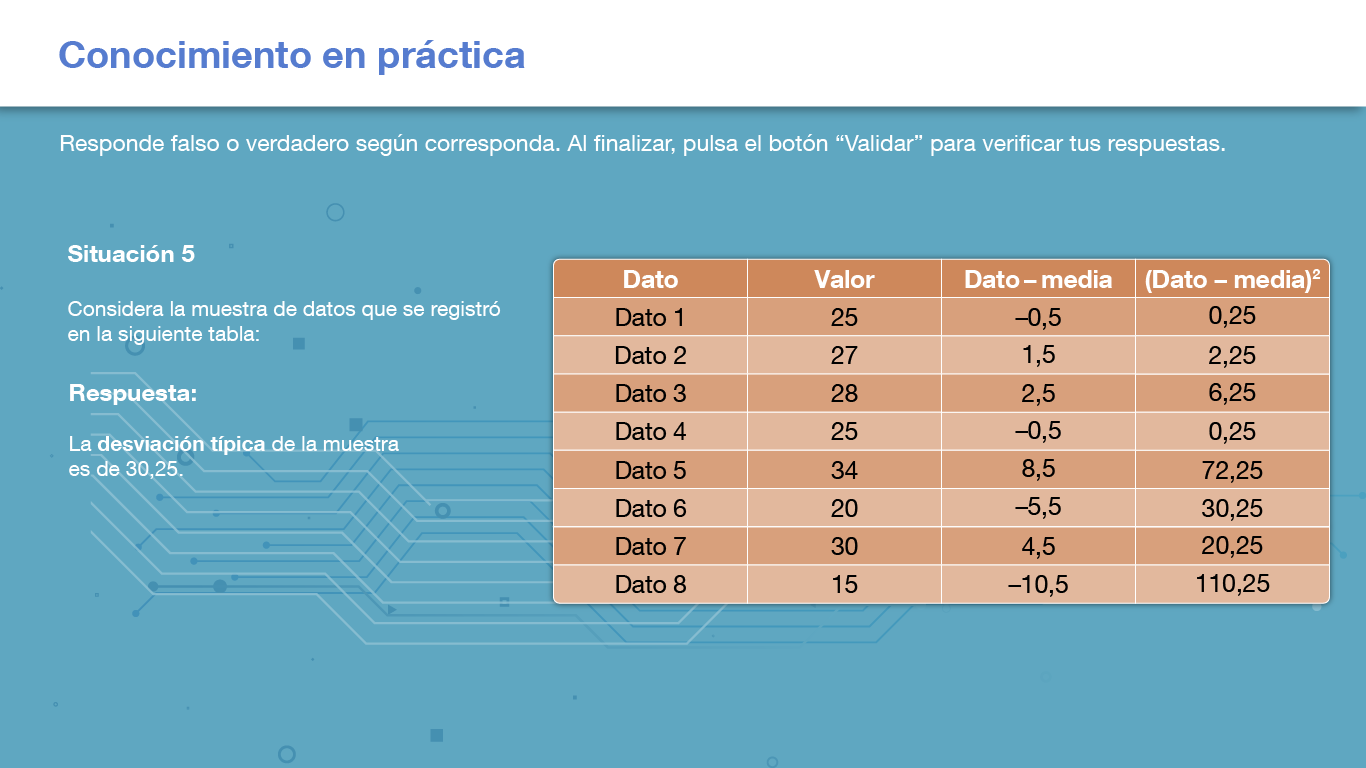 Conocimiento en práctica
Responde falso o verdadero según corresponda. Al finalizar, pulsa el botón “Validar” para verificar tus respuestas.
Situación 5
Considera la muestra de datos que se registró
en la siguiente tabla:
Respuesta:
La desviación típica de la muestra
es de 30,25.
Dato Valor Dato – media (Dato – media)²
Dato 1 25 –0,5 0,25
Dato 2 27 1,5 2,25
Dato 3 28 2,5 6,25
Dato 4 25 –0,5 0,25
Dato 5 34 8,5 72,25
Dato 6 20 –5,5 30,25
Dato 7 30 4,5 20,25
Dato 8 15 –10,5 110,25